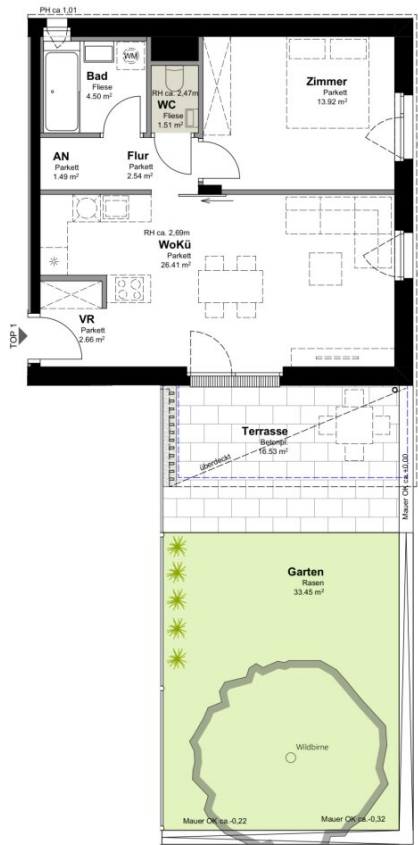 PH ca 1,01
Bad
Fliese
4.50 m²
WM
RH ca. 2,47m
WC
Fliese
1.51 m²
Zimmer
Parkett
13.92 m²
AN
Parkett
1.49 m²
Flur
Parkett
2.54 m²
RH ca. 2,69m
WoKü
Parkett
26.41 m²
VR
Parkett
2.66 m²
TOP 1
Terrasse
Betonpl.
16.53 m²
überdeckt
Mauer OK ca.+0,00
Garten
Rasen
33.45 m²
Wildbirne
Mauer OK ca.-0,22
Mauer OK ca.-0,32